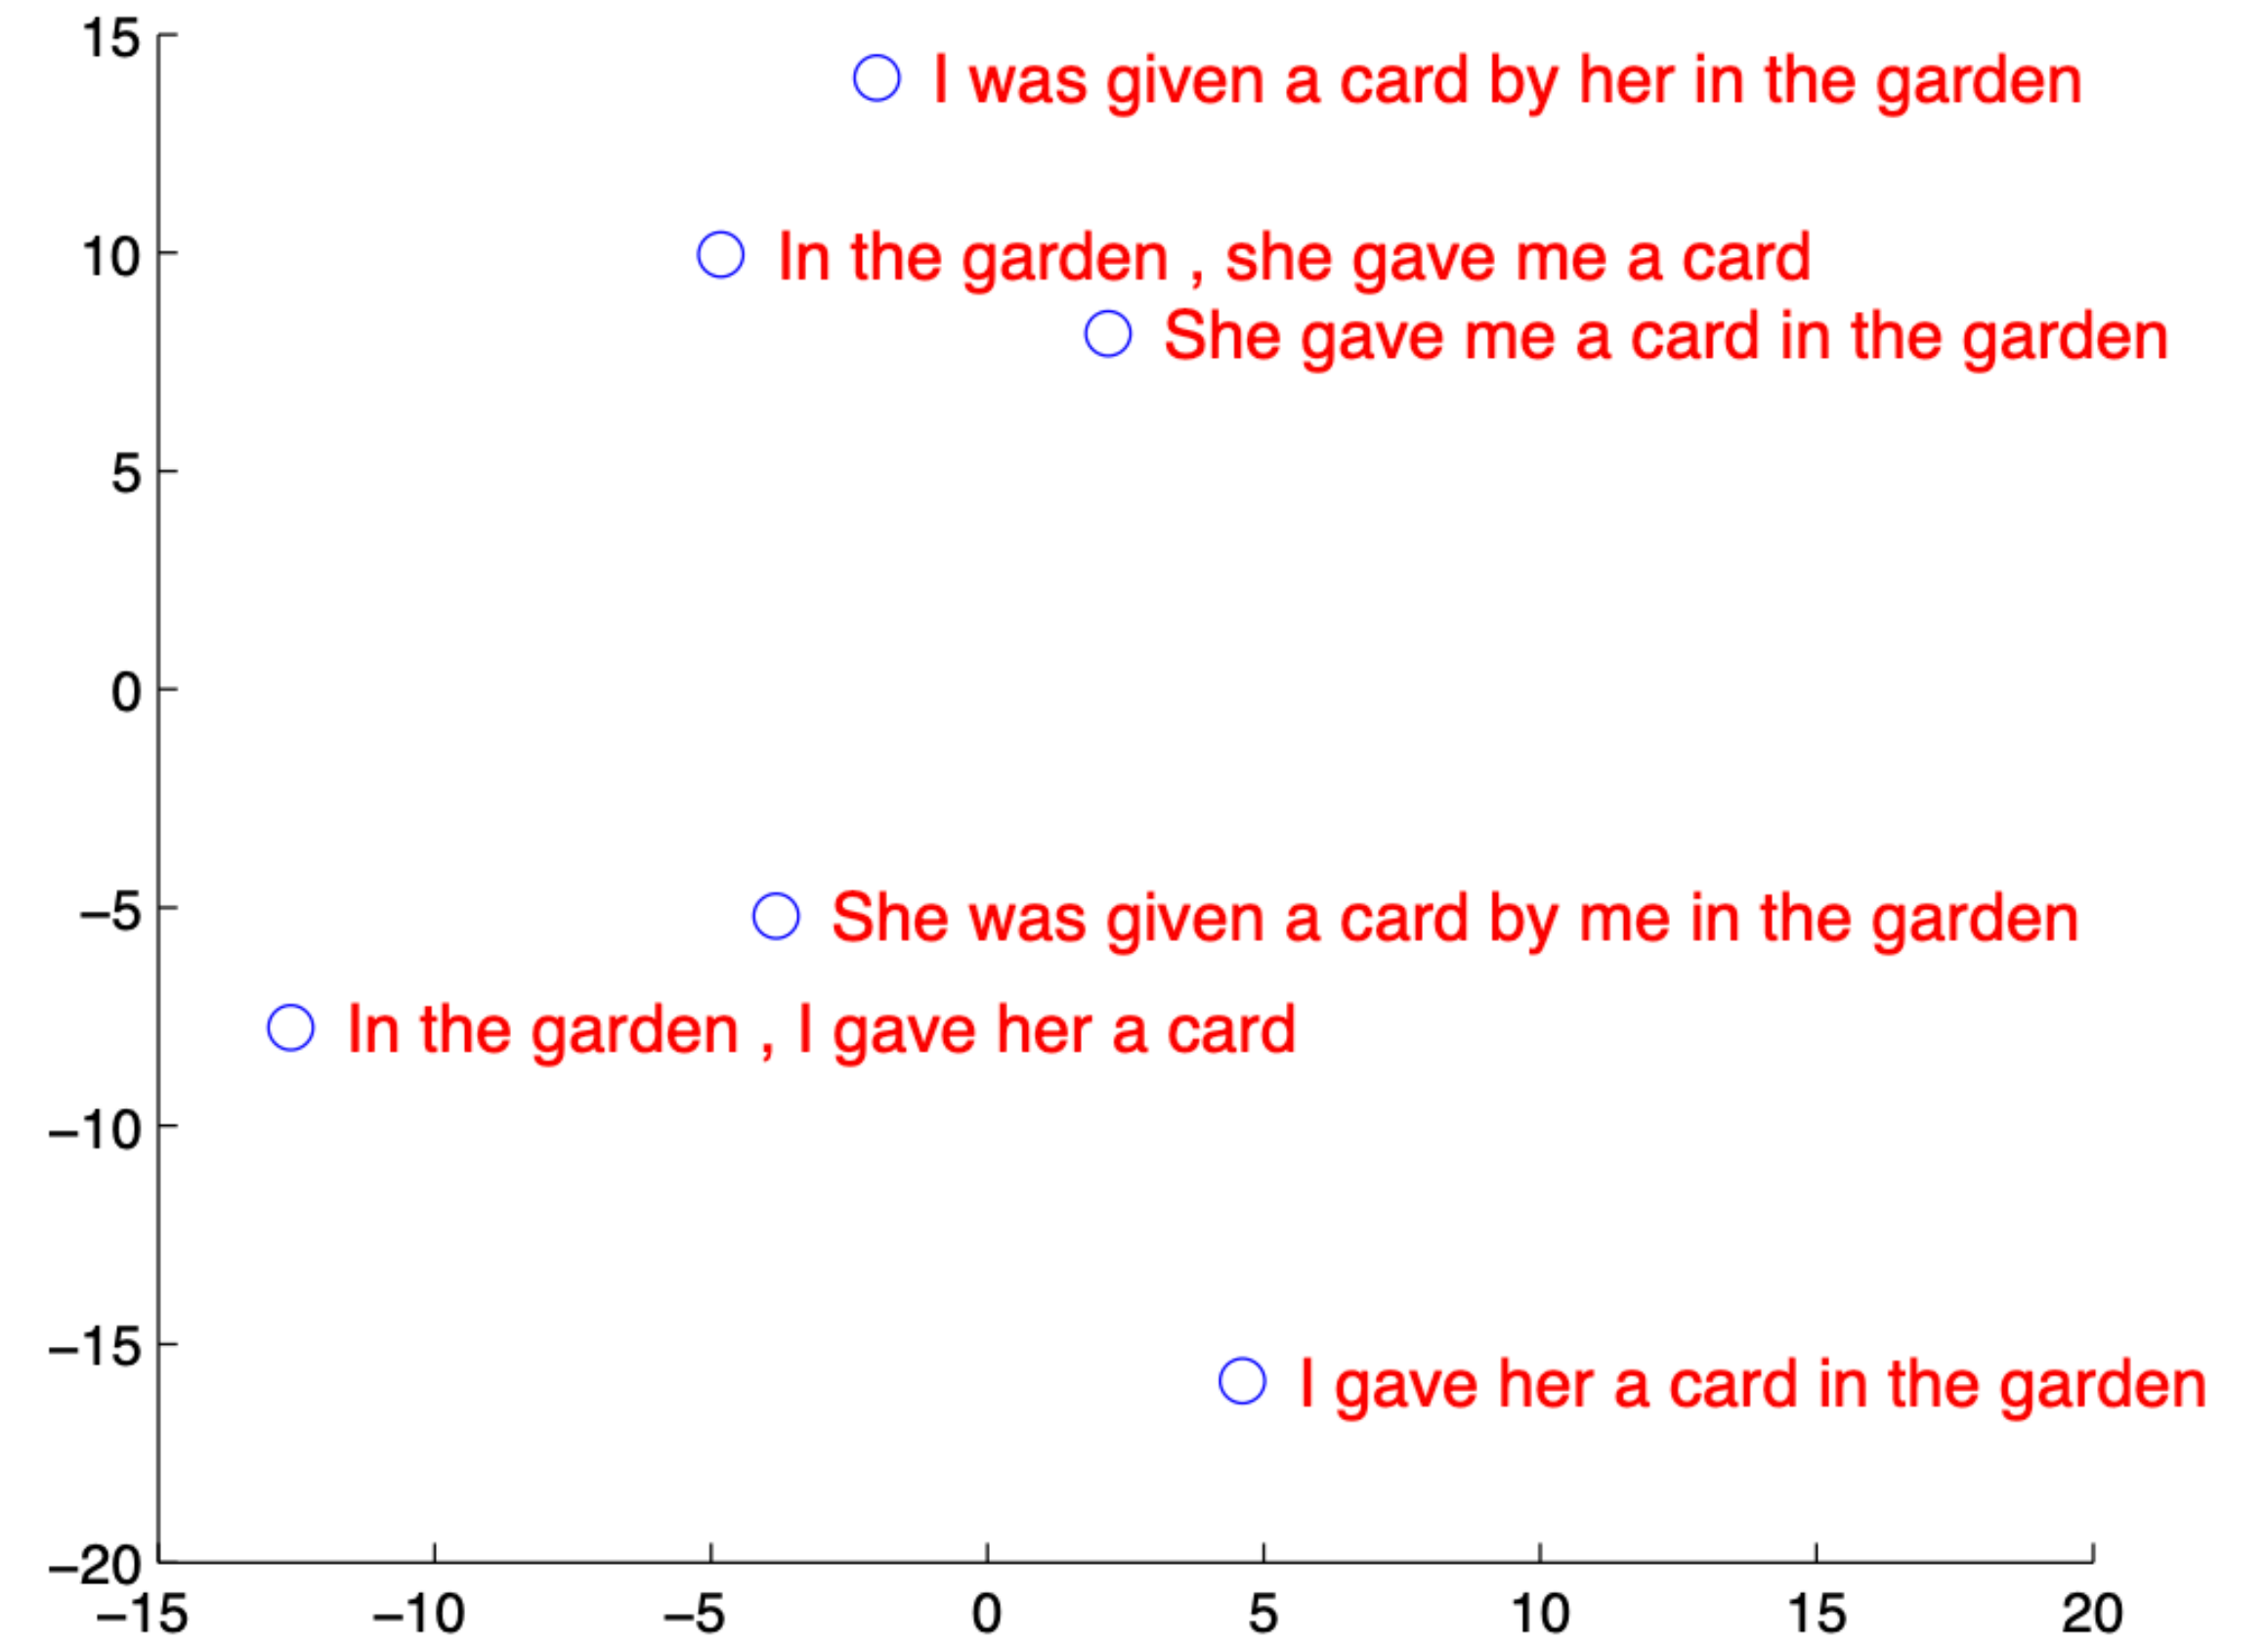 15
I was given a card by her in the garden
10
In the garden , she gave me a card
She gave me a card in the garden
5
0
−5
She was given a card by me in the garden
In the garden , I gave her a card
−10
−15
I gave her a card in the garden
−20
−15 −10 −5 0 5 10 15 20